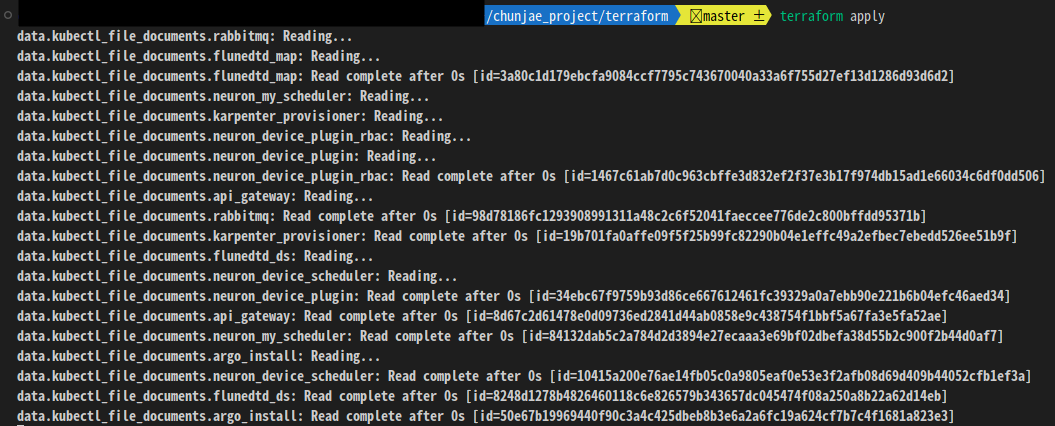 /chunjae_project/terraform master ± terraform apply
data.kubectl_file_documents.rabbitmq: Reading...
data.kubectl_file_documents.flunedtd_map: Reading...
data.kubectl_file_documents.flunedtd_map: Read complete after 0s [id=3a80c1d179ebcfa9084ccf7795c743670040a33a6f755d27ef13d1286d93d6d2]
data.kubectl_file_documents.neuron_my_scheduler: Reading...
data.kubectl_file_documents.karpenter_provisioner: Reading...
data.kubectl_file_documents.neuron_device_plugin_rbac: Reading...
data.kubectl_file_documents.neuron_device_plugin: Reading...
data.kubectl_file_documents.neuron_device_plugin_rbac: Read complete after 0s [id=1467c61ab7d0c963cbffe3d832ef2f37e3b17f974db15ad1e66034c6df0dd506]
data.kubectl_file_documents.api_gateway: Reading...
data.kubectl_file_documents.rabbitmq: Read complete after 0s [id=98d78186fc1293908991311a48c2c6f52041faeccee776de2c800bffdd95371b]
data.kubectl_file_documents.karpenter_provisioner: Read complete after 0s [id=19b701fa0affe09f5f25b99fc82290b04e1effc49a2efbec7ebedd526ee51b9f]
data.kubectl_file_documents.flunedtd_ds: Reading...
data.kubectl_file_documents.neuron_device_scheduler: Reading...
data.kubectl_file_documents.neuron_device_plugin: Read complete after 0s [id=34ebc67f9759b93d86ce667612461fc39329a0a7ebb90e221b6b04efc46aed34]
data.kubectl_file_documents.api_gateway: Read complete after 0s [id=8d67c2d61478e0d09736ed2841d44ab0858e9c438754f1bbf5a67fa3e5fa52ae]
data.kubectl_file_documents.neuron_my_scheduler: Read complete after 0s [id=84132dab5c2a784d2d3894e27ecaaa3e69bf02dbefa38d55b2c900f2b44d0af7]
data.kubectl_file_documents.argo_install: Reading...
data.kubectl_file_documents.neuron_device_scheduler: Read complete after 0s [id=10415a200e76ae14fb05c0a9805eaf0e53e3f2afb08d69d409b44052cfb1ef3a]
data.kubectl_file_documents.flunedtd_ds: Read complete after 0s [id=8248d1278b4826460118c6e826579b343657dc045474f08a250a8b22a62d14eb]
data.kubectl_file_documents.argo_install: Read complete after 0s [id=50e67b19969440f90c3a4c425dbeb8b3e6a2a6fc19a624cf7b7c4f1681a823e3]